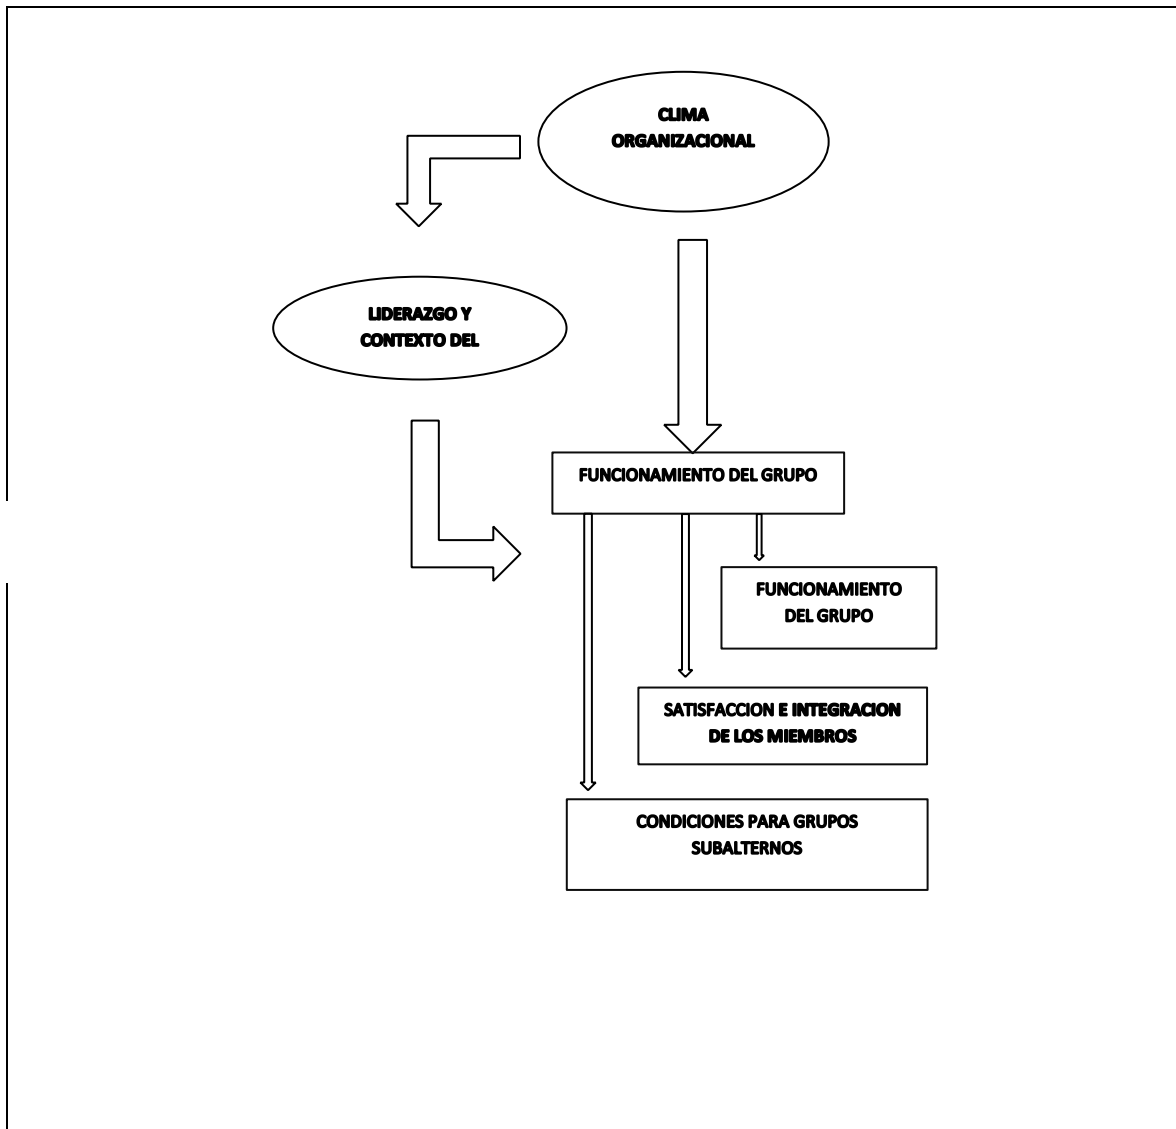 CLIMA
ORGANIZACIONAL
LIDERAZGO Y
CONTEXTO DEL
FUNCIONAMIENTO DEL GRUPO
FUNCIONAMIENTO
DEL GRUPO
SATISFACCION E INTEGRACION
DE LOS MIEMBROS
CONDICIONES PARA GRUPOS
SUBALTERNOS